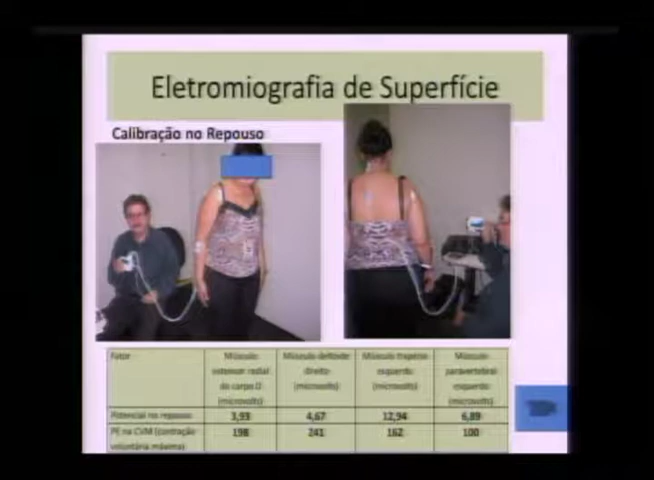 Eletromiografia de Superfície
Calibração no Repouso
Fator
Músculo extensor radial do carpo D (microvolts)
Músculo deltoide direito (microvolts)
Músculo trapézio esquerdo (microvolts)
Músculo paravertebral esquerdo (microvolts)
Potencial no repouso 3,93 4,67 12,94 6,89
PE na CVM (contração voluntária máxima) 198 241 162 100